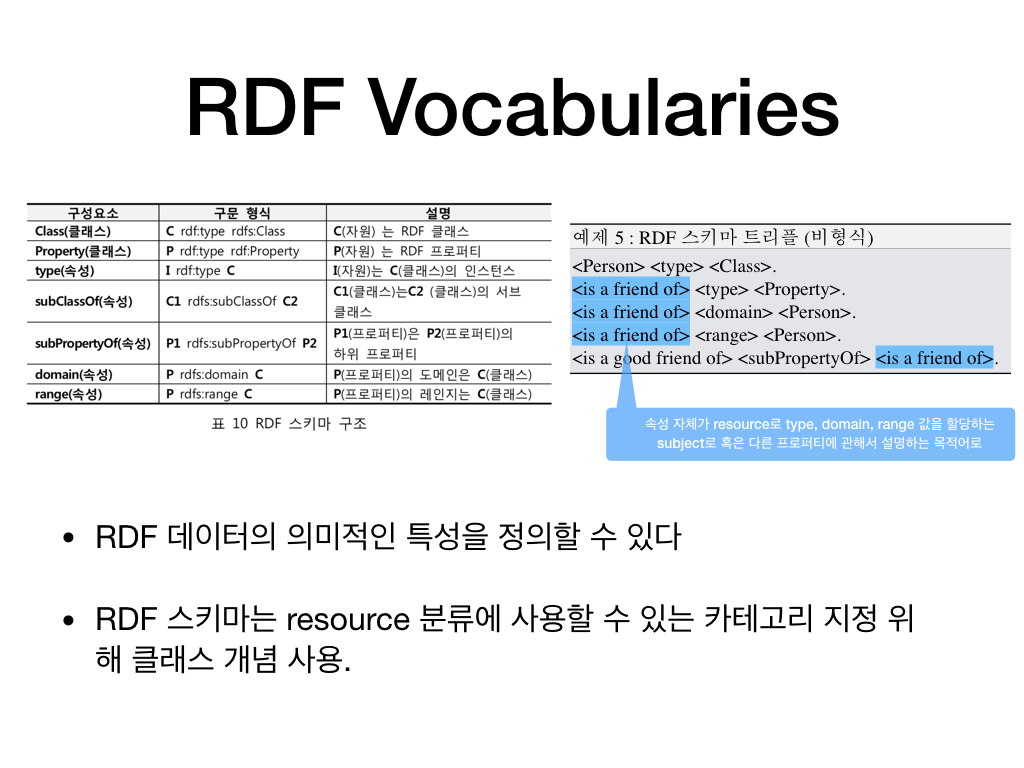 RDF Vocabularies
구성요소 구문 형식 설명
Class(클래스) C rdf:type rdfs:Class C(자원) 는 RDF 클래스
Property(클래스) P rdf:type rdf:Property P(자원) 는 RDF 프로퍼티
type(속성) I rdf:type C I(자원)는 C(클래스)의 인스턴스
subClassOf(속성) C1 rdfs:subClassOf C2 C1(클래스)는C2 (클래스)의 서브
클래스
subPropertyOf(속성) P1 rdfs:subPropertyOf P2 P1(프로퍼티)은 P2(프로퍼티)의
하위 프로퍼티
domain(속성) P rdfs:domain C P(프로퍼티)의 도메인은 C(클래스)
range(속성) P rdfs:range C P(프로퍼티)의 레인지는 C(클래스)
표 10 RDF 스키마 구조
예제 5 : RDF 스키마 트리플 (비형식)
<Person> <type> <Class>.
<is a friend of> <type> <Property>.
<is a friend of> <domain> <Person>.
<is a friend of> <range> <Person>.
<is a good friend of> <subPropertyOf> <is a friend of>.
속성 자체가 resource로 type, domain, range 값을 할당하는
subject로 혹은 다른 프로퍼티에 관해서 설명하는 목적어로
• RDF 데이터의 의미적인 특성을 정의할 수 있다
• RDF 스키마는 resource 분류에 사용할 수 있는 카테고리 지정 위
해 클래스 개념 사용.